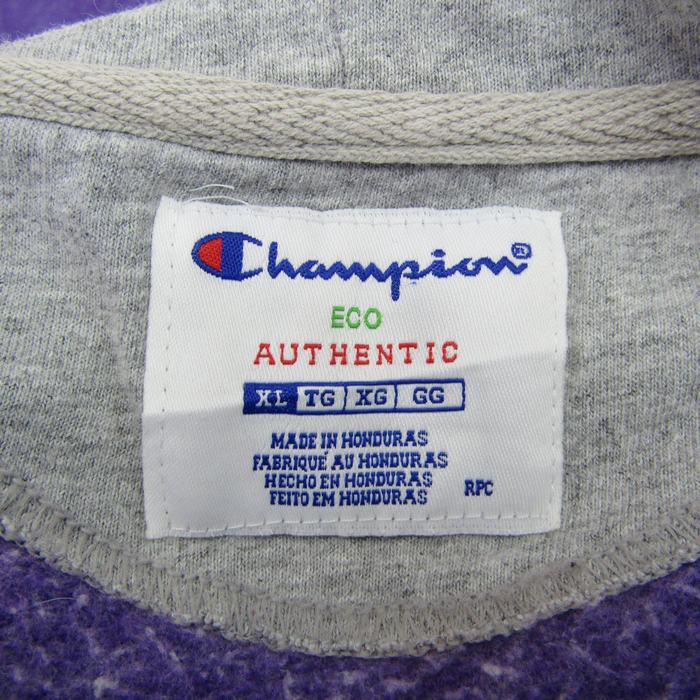 Champion®
ECO
AUTHENTIC
XL TG XG GG
MADE IN HONDURAS
FABRIQUÉ AU HONDURAS
HECHO EN HONDURAS
FEITO EM HONDURAS
RPC